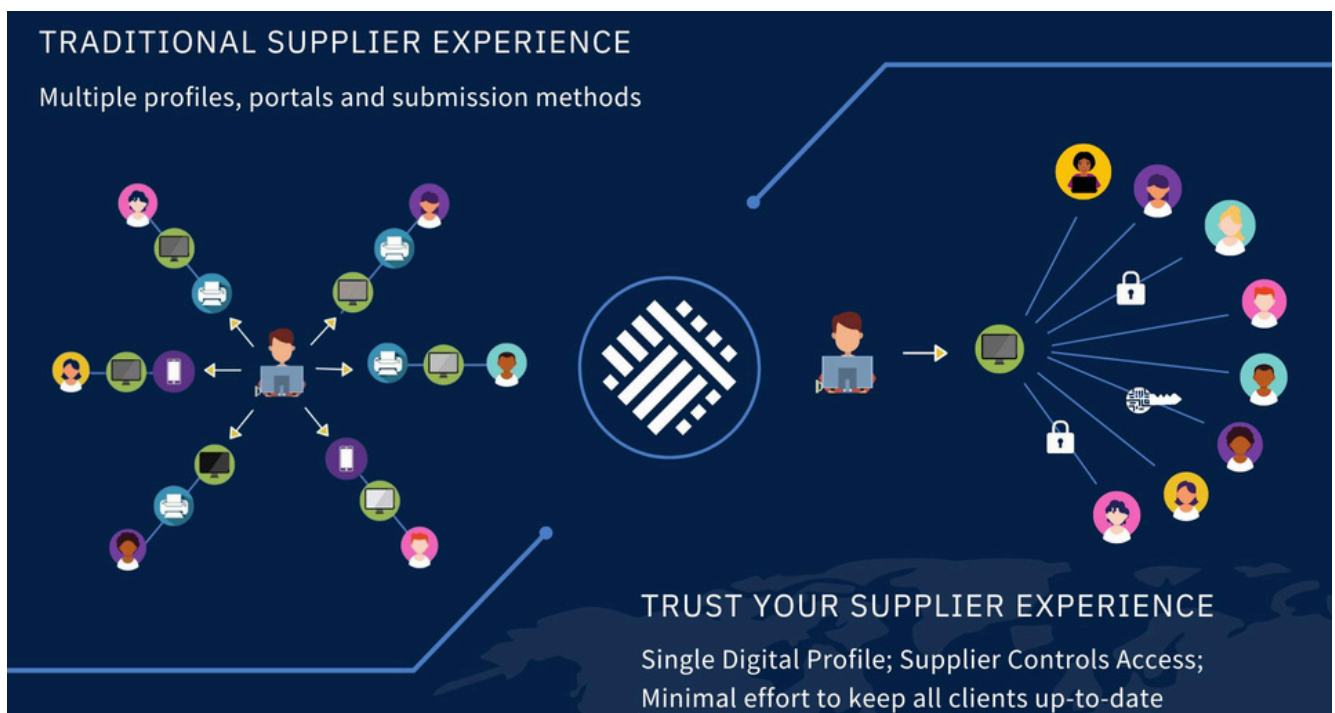 TRADITIONAL SUPPLIER EXPERIENCE
Multiple profiles, portals and submission methods
TRUST YOUR SUPPLIER EXPERIENCE
Single Digital Profile; Supplier Controls Access;
Minimal effort to keep all clients up-to-date